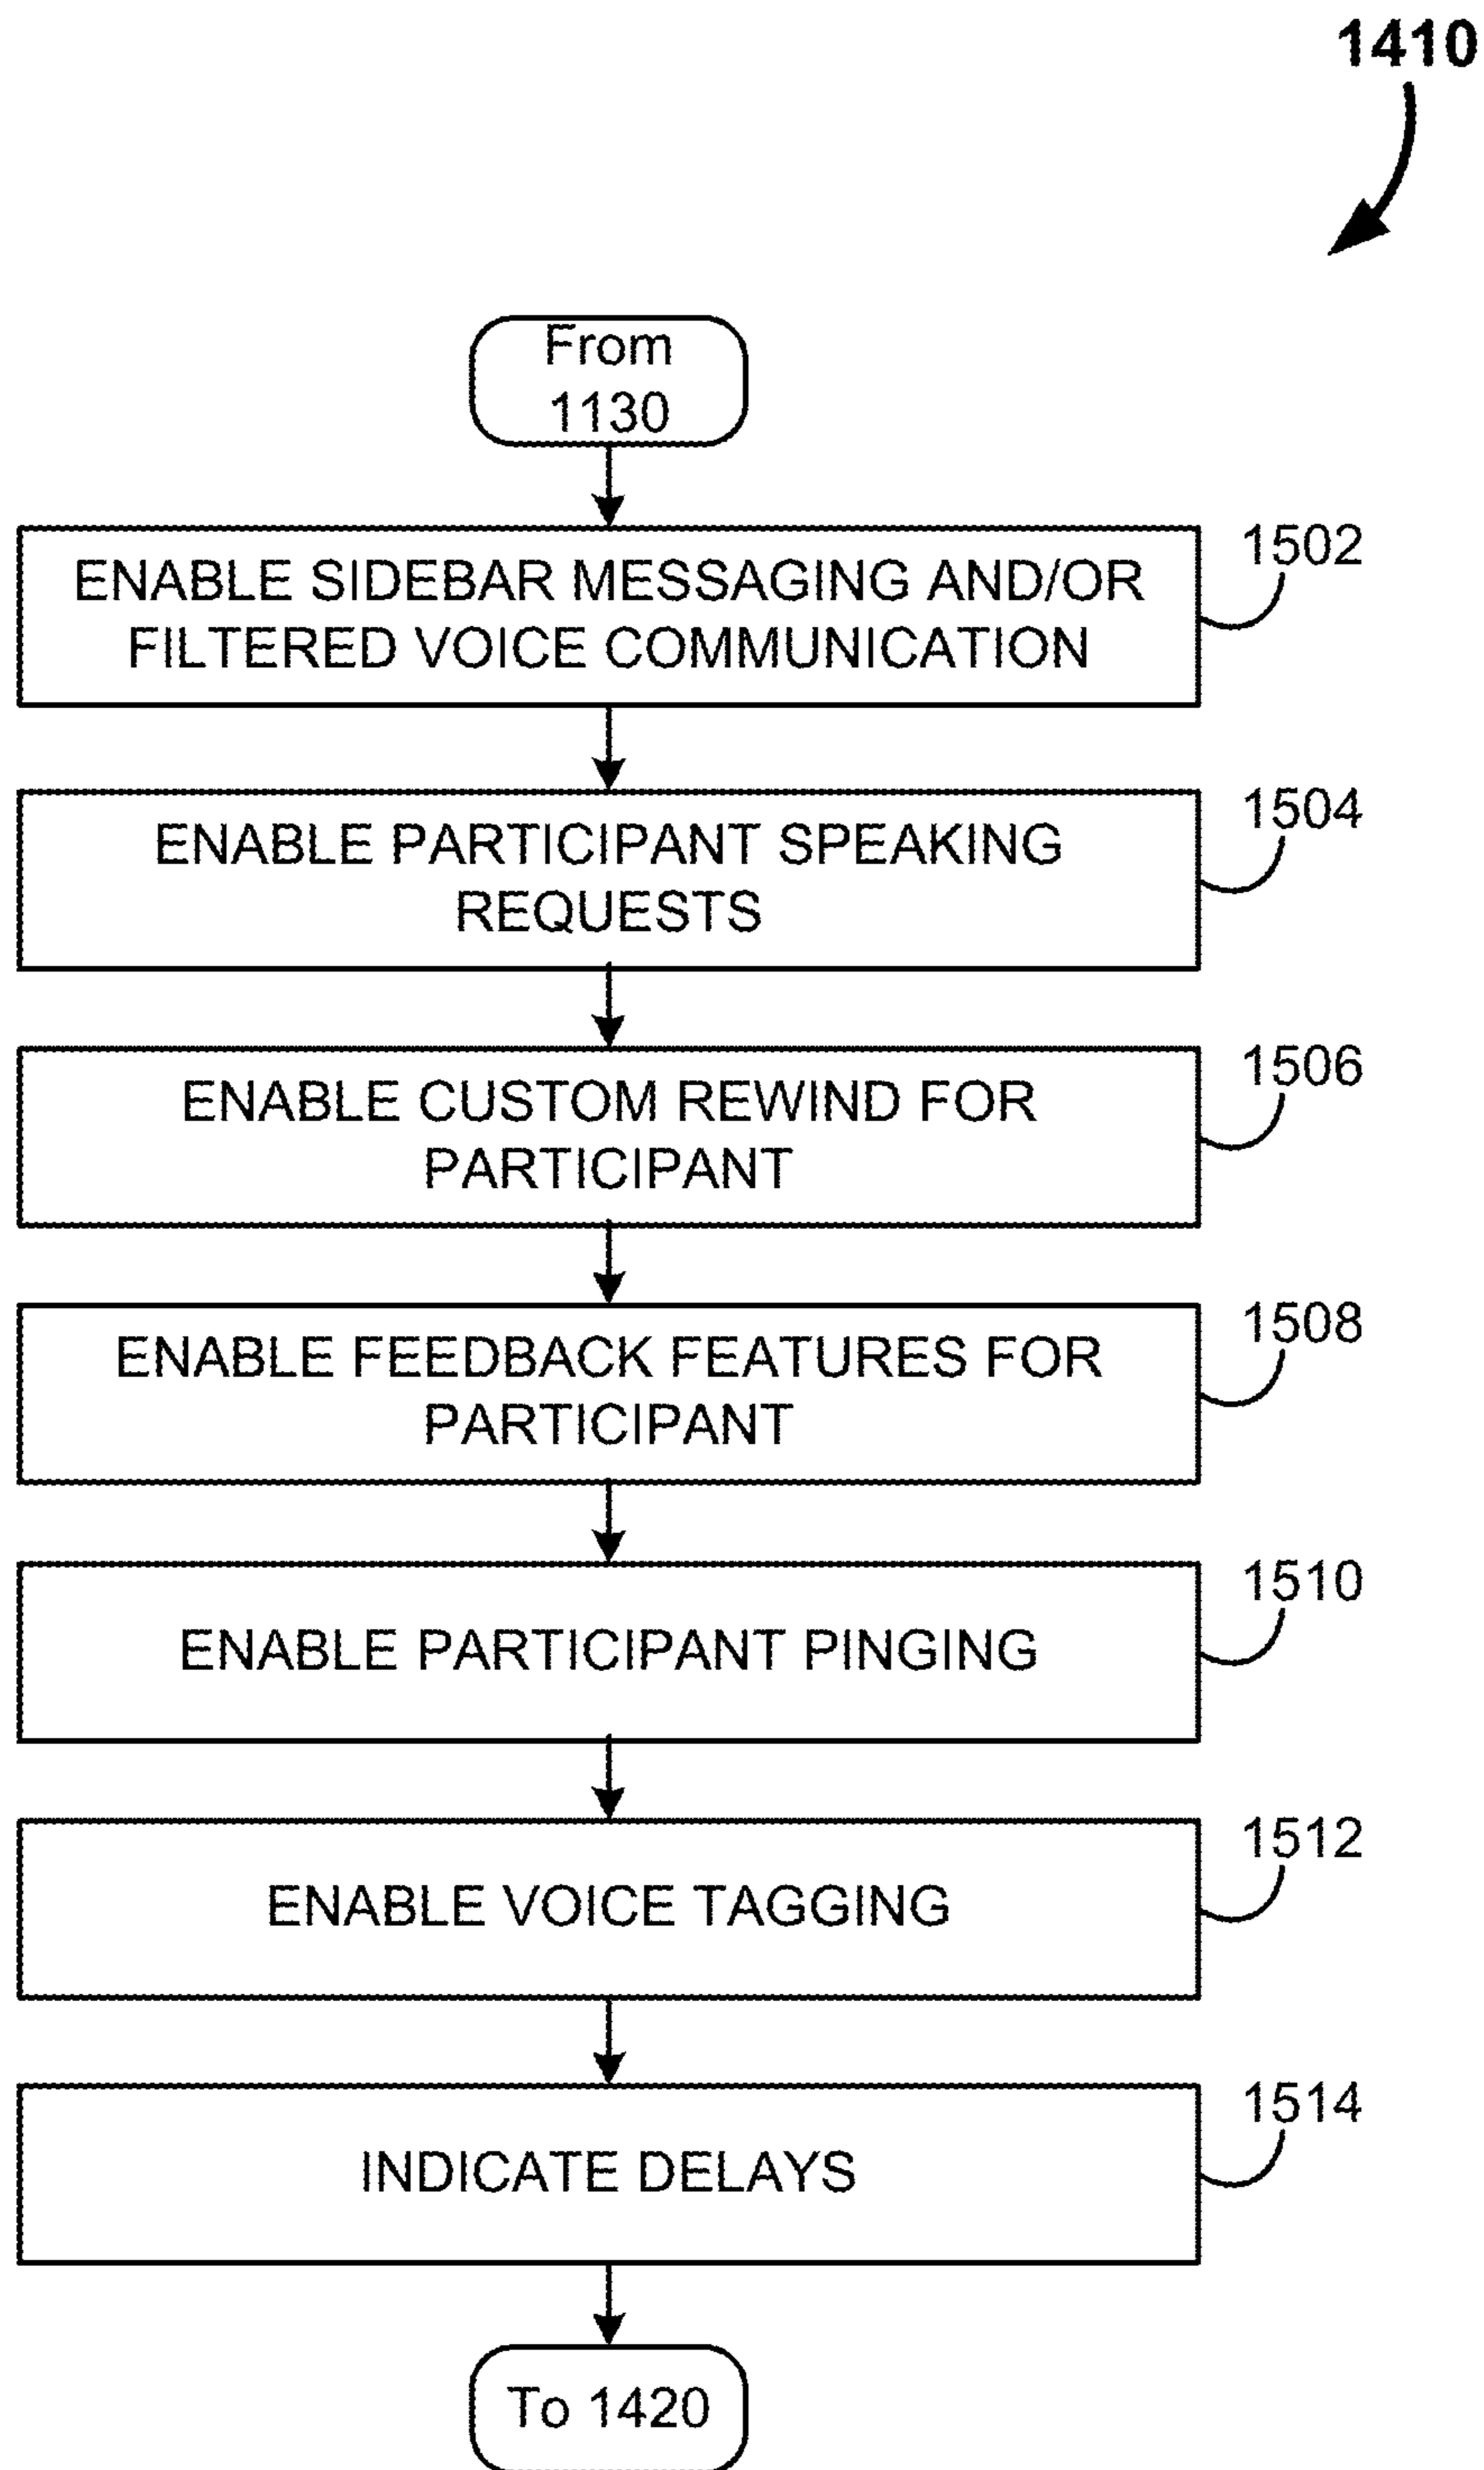 1410
From
1130
ENABLE SIDEBAR MESSAGING AND/OR
FILTERED VOICE COMMUNICATION
1502
ENABLE PARTICIPANT SPEAKING
REQUESTS
1504
ENABLE CUSTOM REWIND FOR
PARTICIPANT
1506
ENABLE FEEDBACK FEATURES FOR
PARTICIPANT
1508
ENABLE PARTICIPANT PINGING
1510
ENABLE VOICE TAGGING
1512
INDICATE DELAYS
1514
To 1420